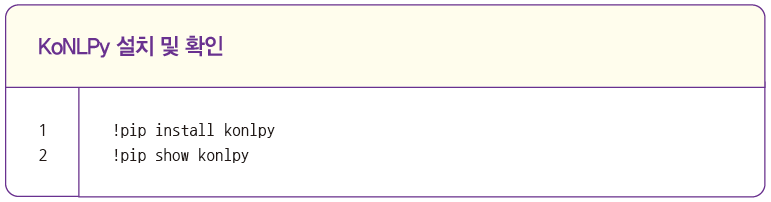 KoNLPy 설치 및 확인
1 !pip install konlpy
2 !pip show konlpy